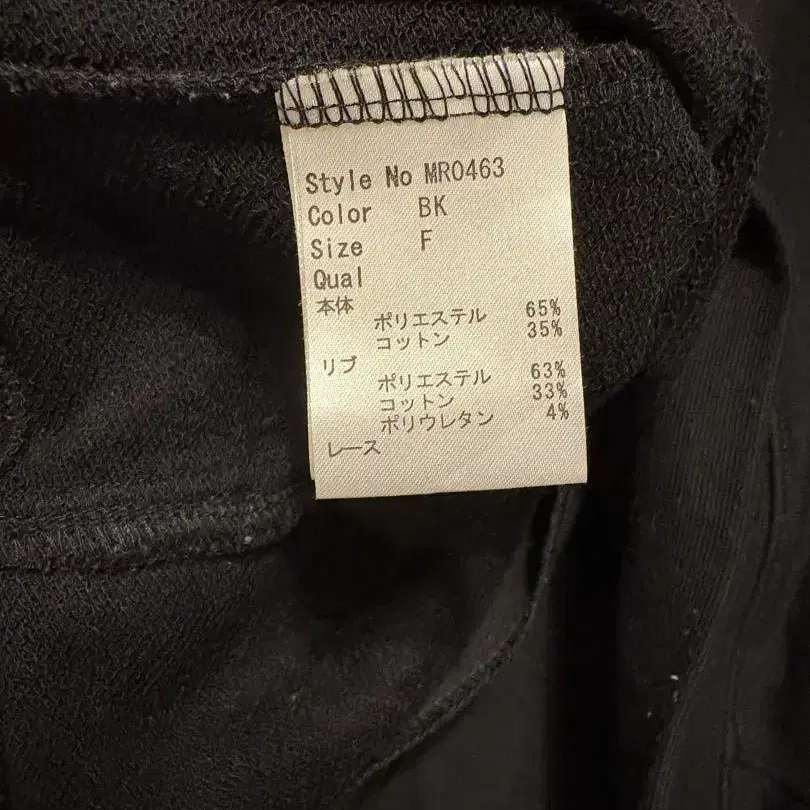 Style No MR0463
Color BK
Size F
Qual
本体
ポリエステル 65%
コットン 35%
リブ
ポリエステル 63%
コットン 33%
ポリウレタン 4%
レース